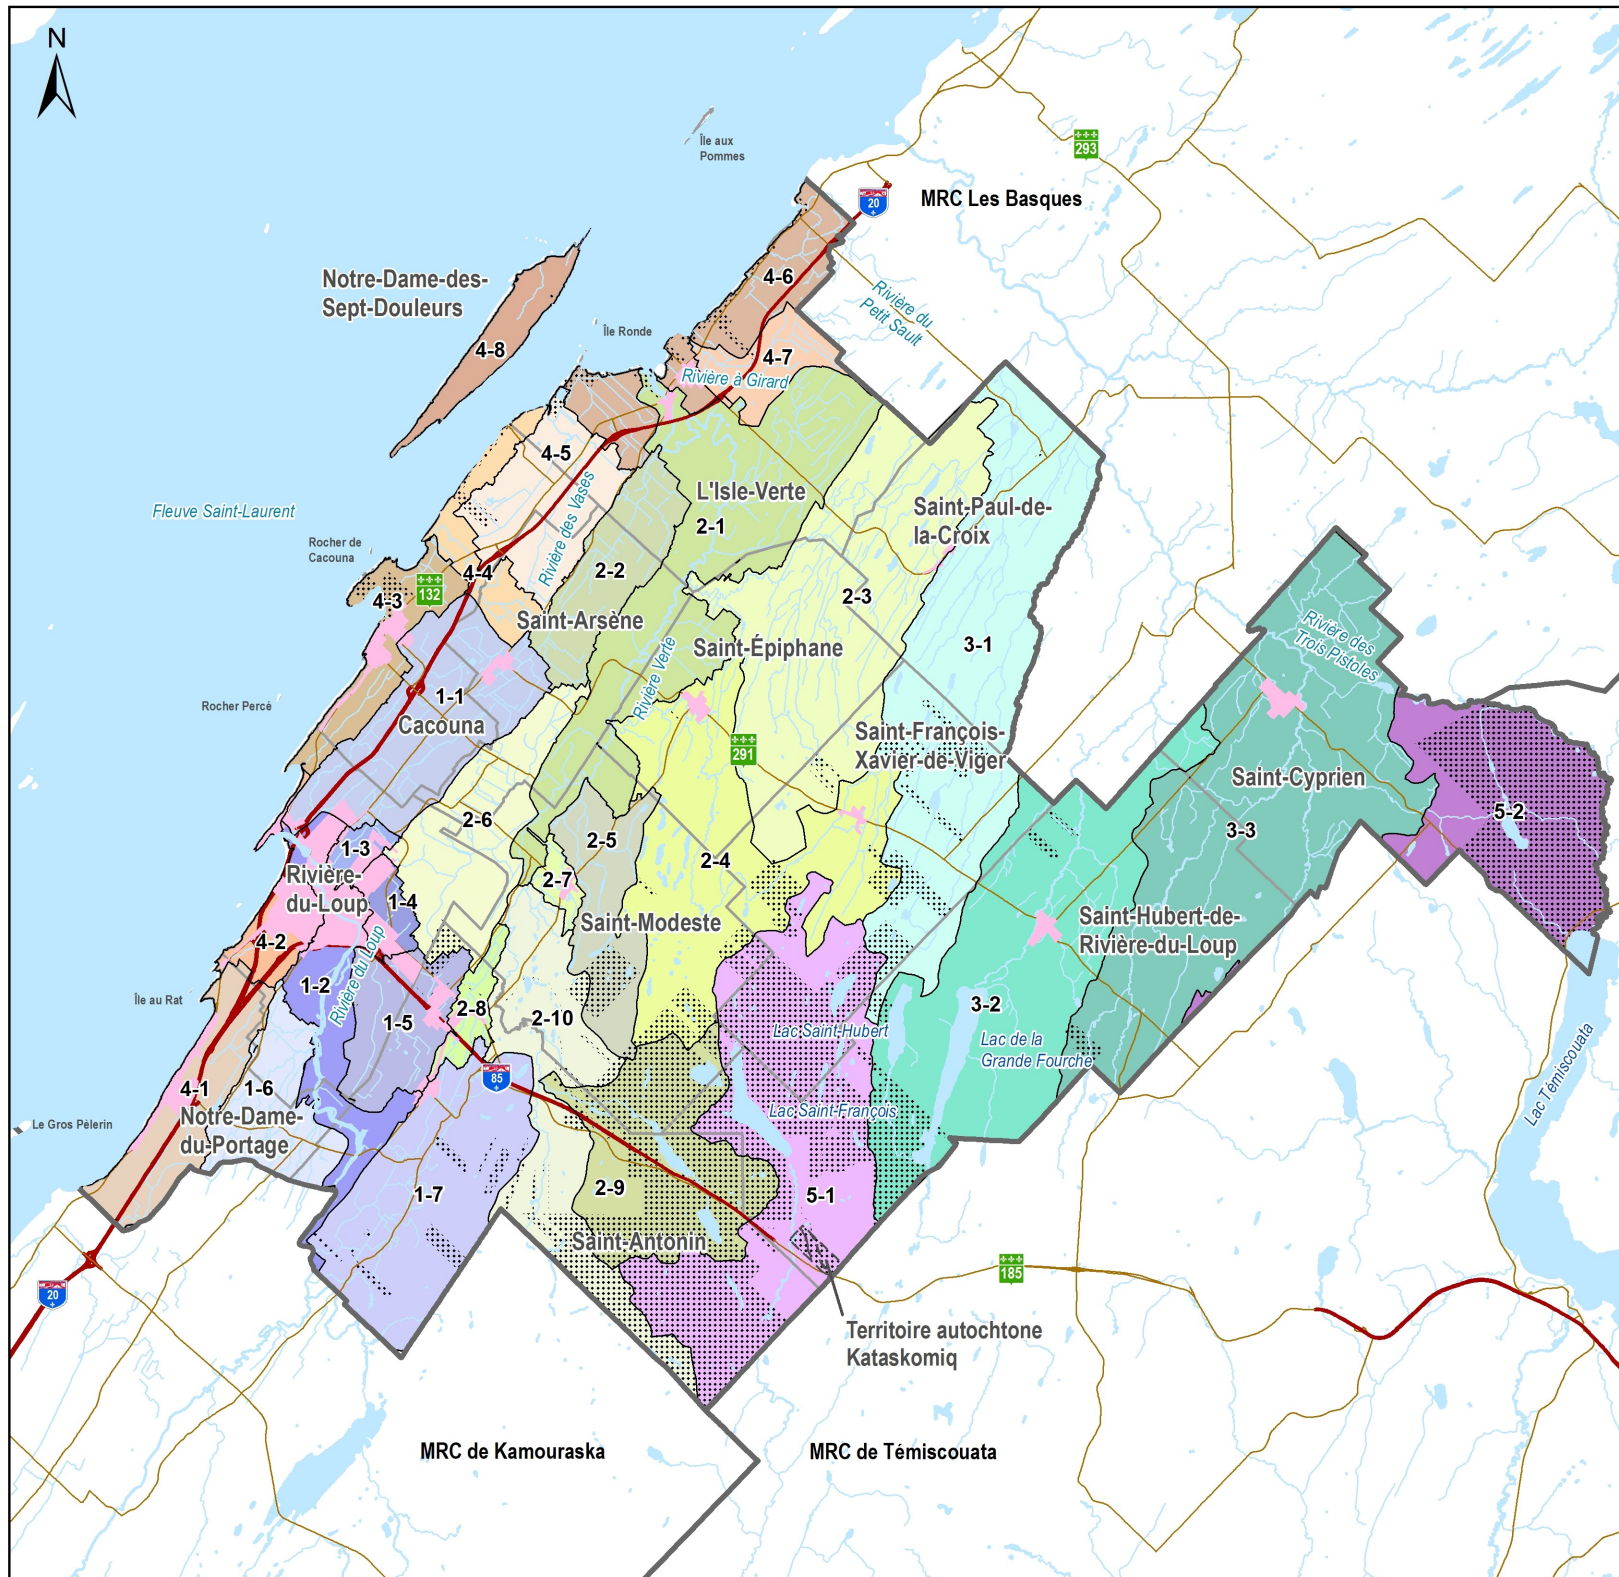 N
Île aux
Pommes
293
20
MRC Les Basques
Notre-Dame-des-
Sept-Douleurs
4-6
Rivière du
Petit Sault
Île Ronde
4-8
4-7
Rivière à Girard
4-5
L'Isle-Verte
2-1
Saint-Paul-de-
la-Croix
Fleuve Saint-Laurent
Rivière des Vases
Rocher de
Cacouna
4-4
2-2
132
4-3
2-3
Saint-Arsène
Saint-Épiphane
3-1
Rivière des
Trois Pistoles
Rivière Verte
1-1
Rocher Percé
Cacouna
291
Saint-François-
Xavier-de-Viger
Saint-Cyprien
5-2
2-6
3-3
1-3
2-5
2-4
Rivière-
du-Loup
2-7
1-4
Saint-Modeste
Saint-Hubert-de-
Rivière-du-Loup
4-2
Rivière du Loup
1-2
Île au Rat
2-8
3-2
1-5
2-10
Lac Saint-Hubert
Lac de la
Grande Fourche
Lac Témiscouata
85
4-1
1-6
Lac Saint-François
Notre-Dame-
du-Portage
Le Gros Pèlerin
1-7
2-9
5-1
Saint-Antonin
185
20
Territoire autochtone
Kataskomiq
MRC de Kamouraska
MRC de Témiscouata